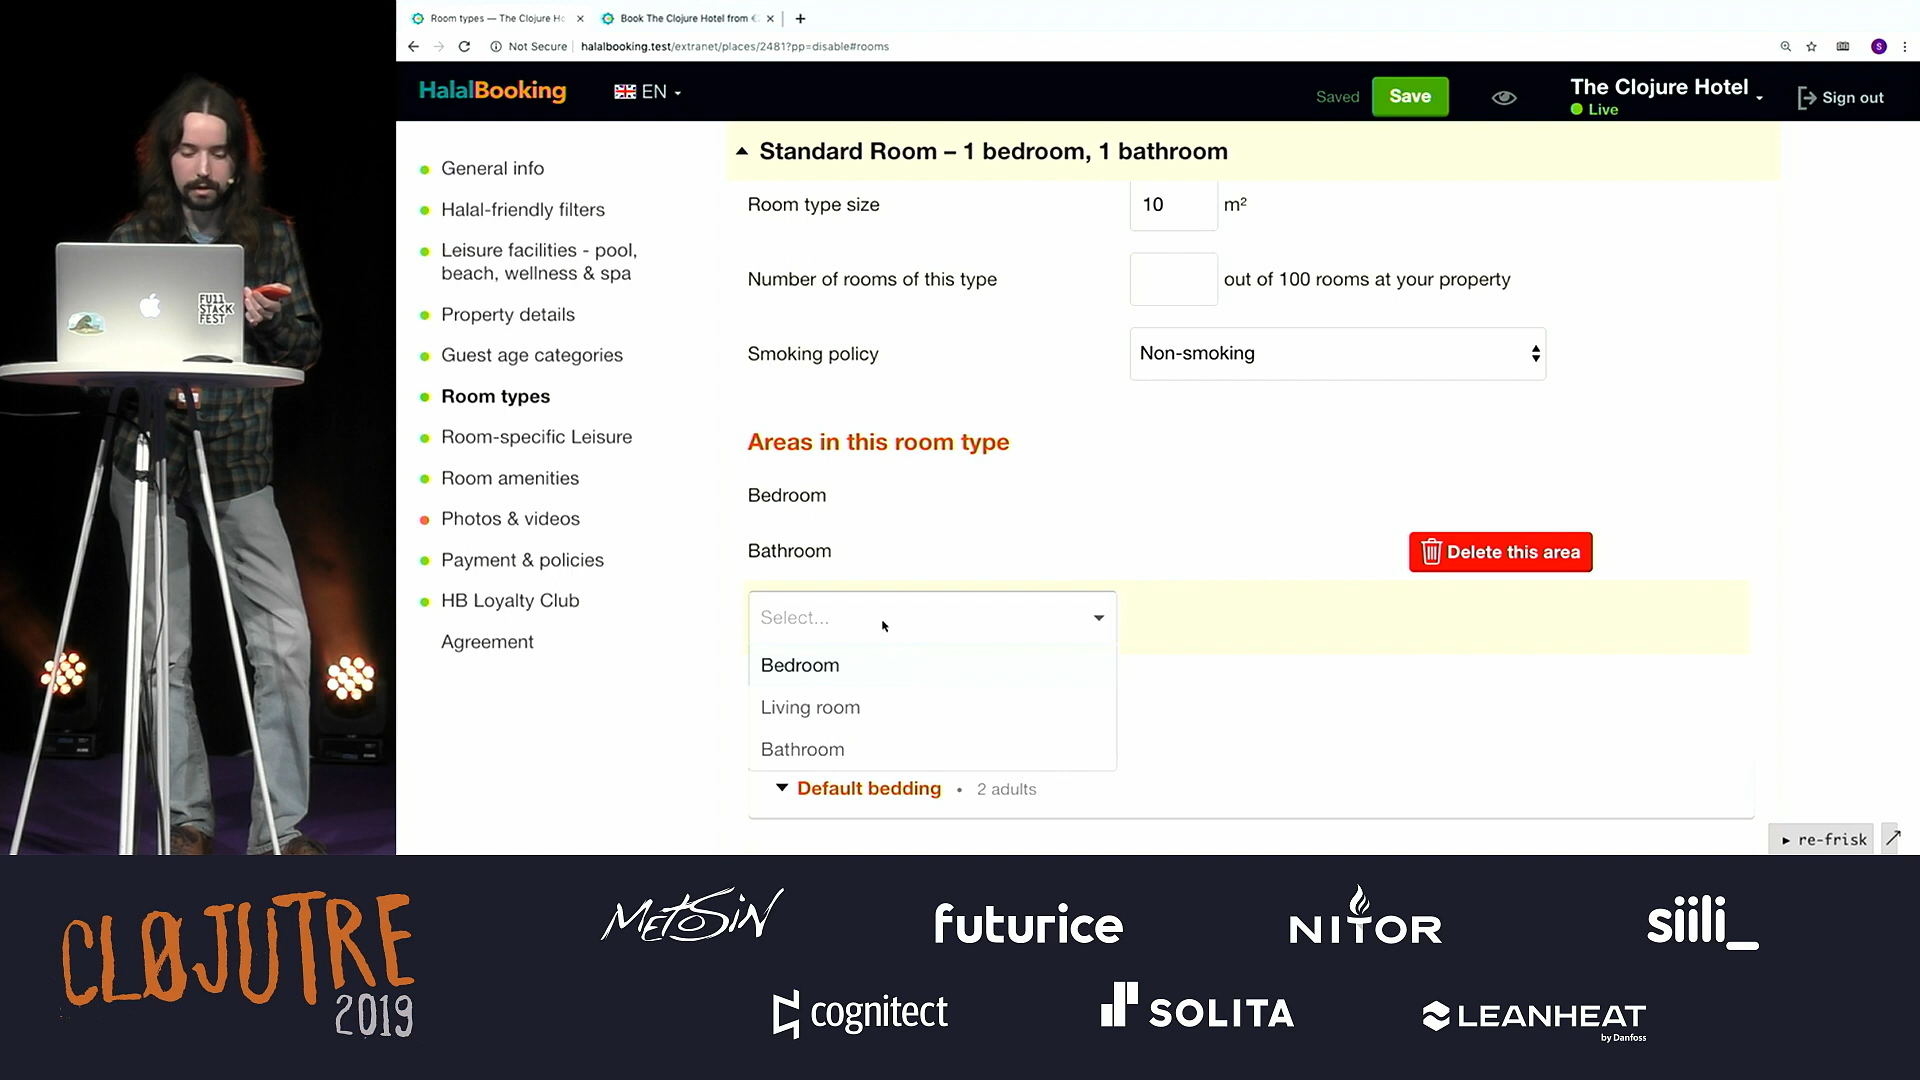 Room types — The Clojure Ho
Book The Clojure Hotel from €
Not Secure
halalbooking.test/extranet/places/2481?pp=disable#rooms
S
HalalBooking
EN
Saved
Save
The Clojure Hotel
Live
Sign out
General info
Halal-friendly filters
Leisure facilities - pool,
beach, wellness & spa
Property details
Guest age categories
Room types
Room-specific Leisure
Room amenities
Photos & videos
Payment & policies
HB Loyalty Club
Agreement
Standard Room – 1 bedroom, 1 bathroom
Room type size
10
m²
Number of rooms of this type
out of 100 rooms at your property
Smoking policy
Non-smoking
Areas in this room type
Bedroom
Bathroom
Delete this area
Select...
Bedroom
Living room
Bathroom
Default bedding • 2 adults
re-frisk
FULL
STACK
FEST
CLØJUTRE
2019
METOSIN
futurice
NITOR
siili_
cognitect
SOLITA
LEANHEAT
by Danfoss